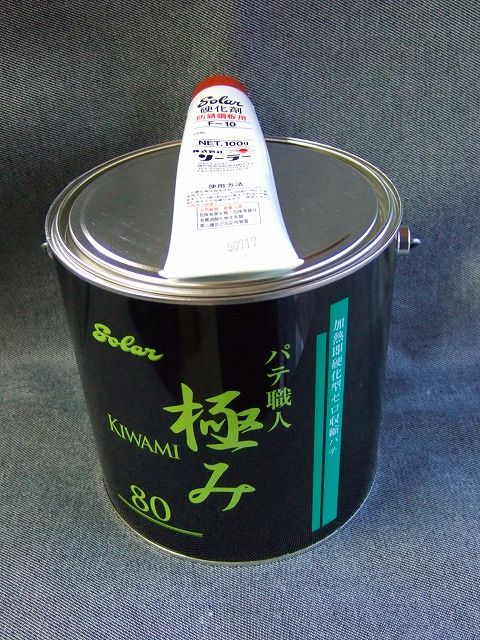 Solar
硬化剤
防錆鋼板用
F-10
NET.100g
株式会社
ソーラー
使用方法
90217
Solar
パテ職人
極み
KIWAMI
80
加熱即硬化型ゼロ収縮パテ